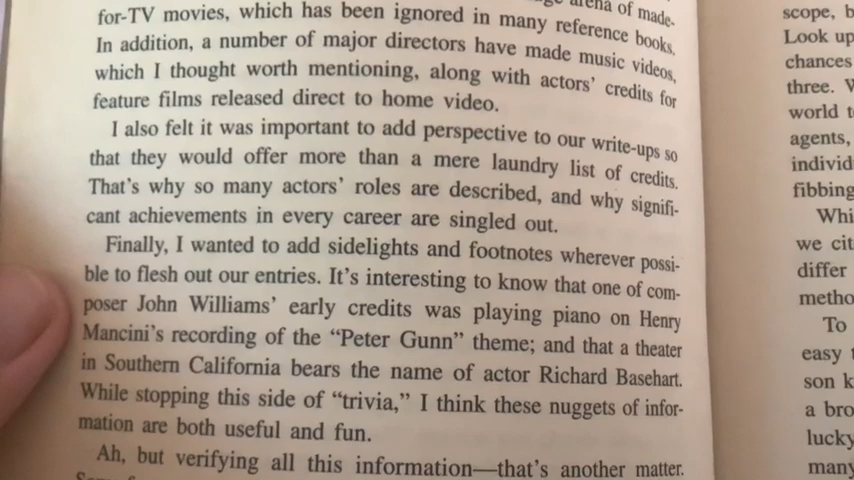 arena of made-
for-TV movies, which has been ignored in many reference books.
In addition, a number of major directors have made music videos,
which I thought worth mentioning, along with actors' credits for
feature films released direct to home video.
I also felt it was important to add perspective to our write-ups so
that they would offer more than a mere laundry list of credits.
That's why so many actors' roles are described, and why signifi-
cant achievements in every career are singled out.
Finally, I wanted to add sidelights and footnotes wherever possi-
ble to flesh out our entries. It's interesting to know that one of com-
poser John Williams' early credits was playing piano on Henry
Mancini's recording of the "Peter Gunn" theme; and that a theater
in Southern California bears the name of actor Richard Basehart.
While stopping this side of "trivia," I think these nuggets of infor-
mation are both useful and fun.
Ah, but verifying all this information—that's another matter.
scope, b
Look up
chances
three. W
world t
agents,
individ
fibbing
Whi
we cit
differ
metho
To
easy t
son k
a bro
lucky
many